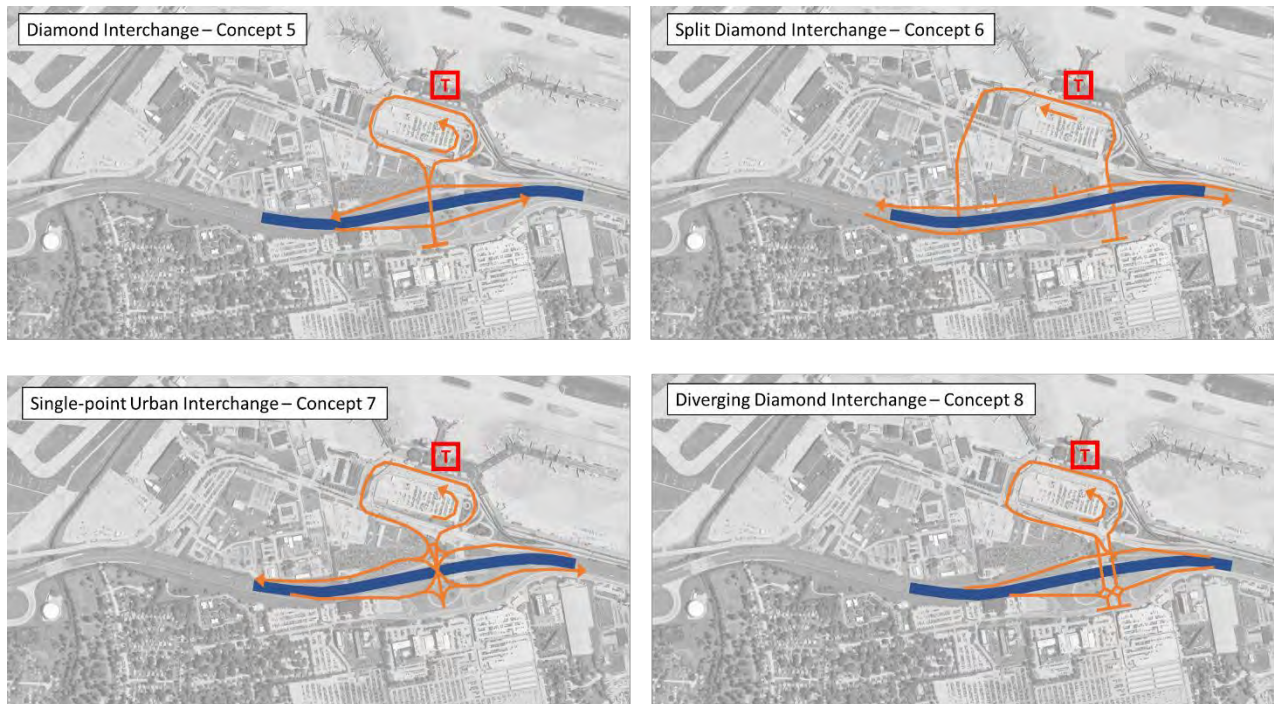 Diamond Interchange – Concept 5
T
Split Diamond Interchange – Concept 6
T
Single-point Urban Interchange – Concept 7
T
Diverging Diamond Interchange – Concept 8
T